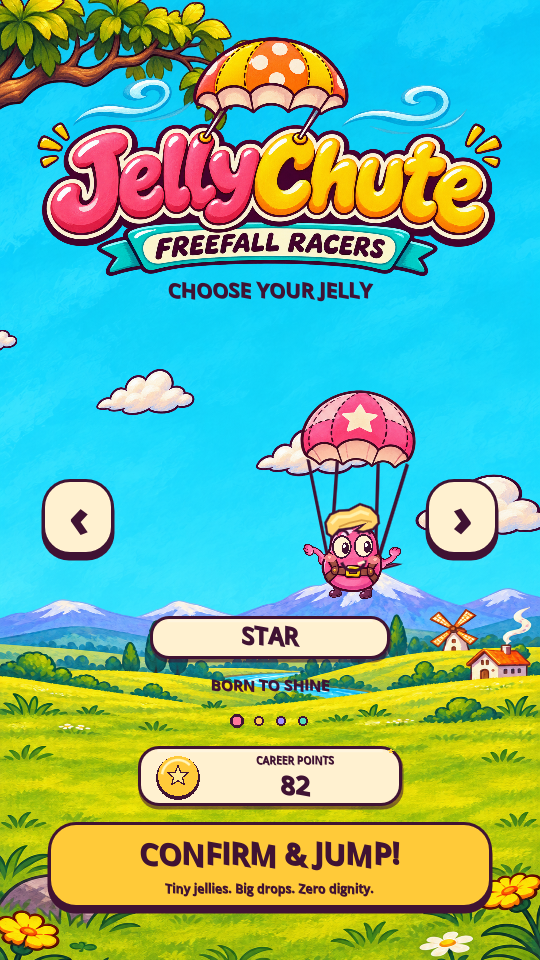 JellyChute
FREEFALL RACERS
CHOOSE YOUR JELLY
‹ ›
STAR
BORN TO SHINE
CAREER POINTS
82
CONFIRM & JUMP!
Tiny jellies. Big drops. Zero dignity.